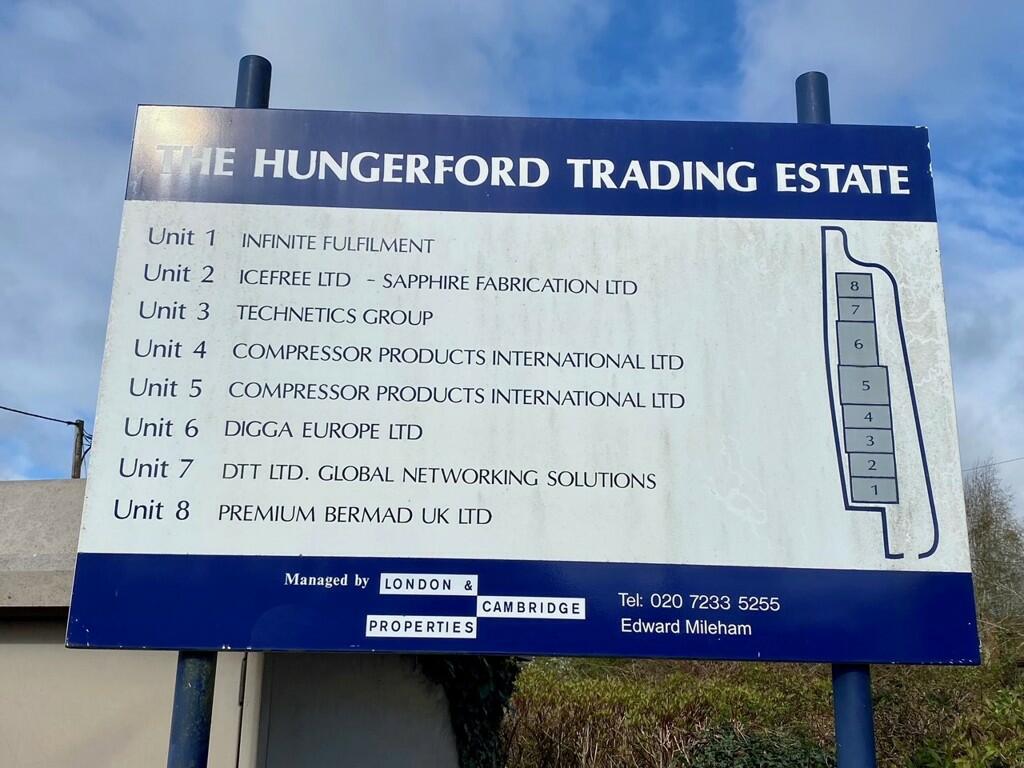 THE HUNGERFORD TRADING ESTATE
Unit 1 INFINITE FULFILMENT
Unit 2 ICEFREE LTD - SAPPHIRE FABRICATION LTD
Unit 3 TECHNETICS GROUP
Unit 4 COMPRESSOR PRODUCTS INTERNATIONAL LTD
Unit 5 COMPRESSOR PRODUCTS INTERNATIONAL LTD
Unit 6 DIGGA EUROPE LTD
Unit 7 DTT LTD. GLOBAL NETWORKING SOLUTIONS
Unit 8 PREMIUM BERMAD UK LTD
8
7
6
5
4
3
2
1
Managed by LONDON &
CAMBRIDGE
PROPERTIES
Tel: 020 7233 5255
Edward Mileham